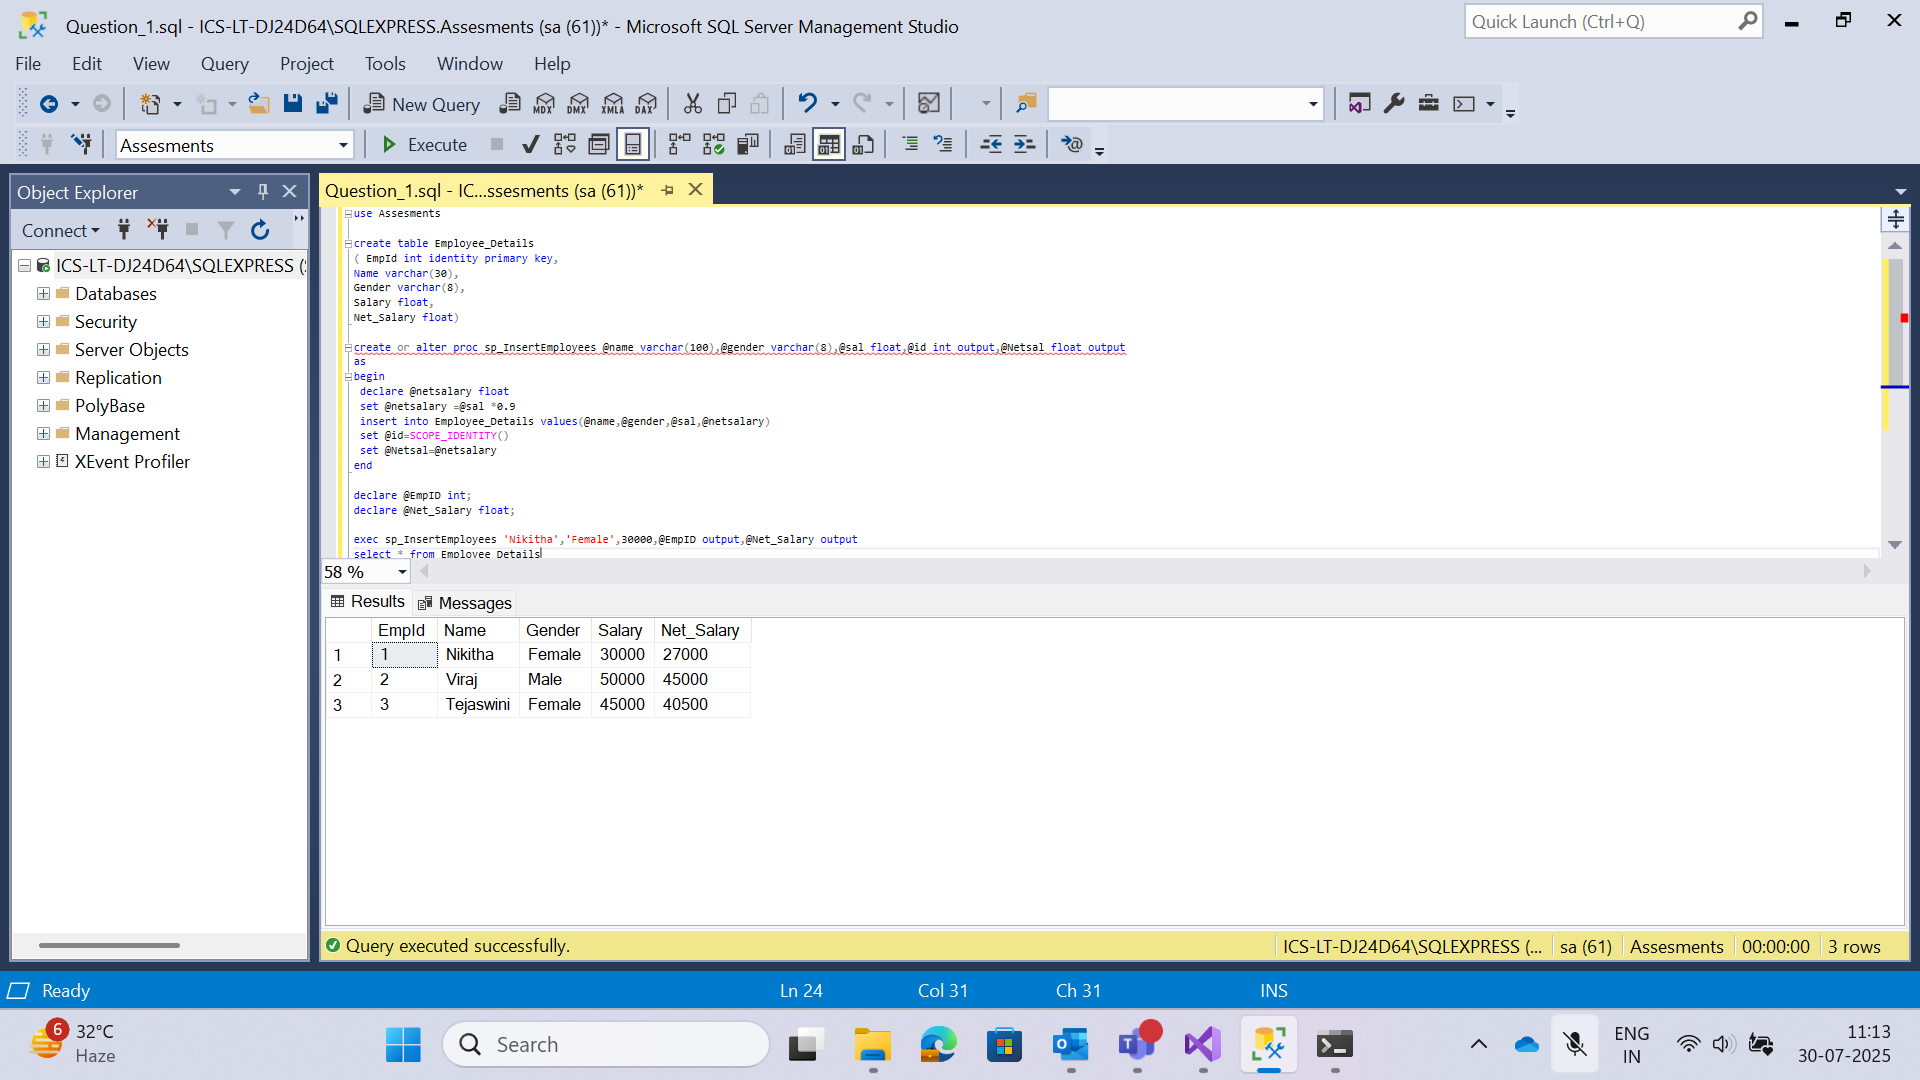 Question_1.sql - ICS-LT-DJ24D64\SQLEXPRESS.Assesments (sa (61))* - Microsoft SQL Server Management Studio
Quick Launch (Ctrl+Q)
File Edit View Query Project Tools Window Help
New Query MDX DMX XMLA DAX
Assesments Execute
Object Explorer
Connect
ICS-LT-DJ24D64\SQLEXPRESS (
Databases
Security
Server Objects
Replication
PolyBase
Management
XEvent Profiler
Question_1.sql - IC...ssesments (sa (61))*
use Assesments
create table Employee_Details
( EmpId int identity primary key,
Name varchar(30),
Gender varchar(8),
Salary float,
Net_Salary float)
create or alter proc sp_InsertEmployees @name varchar(100),@gender varchar(8),@sal float,@id int output,@Netsal float output
as
begin
declare @netsalary float
set @netsalary =@sal *0.9
insert into Employee_Details values(@name,@gender,@sal,@netsalary)
set @id=SCOPE_IDENTITY()
set @Netsal=@netsalary
end
declare @EmpID int;
declare @Net_Salary float;
exec sp_InsertEmployees 'Nikitha','Female',30000,@EmpID output,@Net_Salary output
select * from Employee_Details
58 %
Results Messages
EmpId Name Gender Salary Net_Salary
1 1 Nikitha Female 30000 27000
2 2 Viraj Male 50000 45000
3 3 Tejaswini Female 45000 40500
Query executed successfully.
ICS-LT-DJ24D64\SQLEXPRESS (... sa (61) Assesments 00:00:00 3 rows
Ready Ln 24 Col 31 Ch 31 INS
6 32°C
Haze
Search
ENG
IN
11:13
30-07-2025